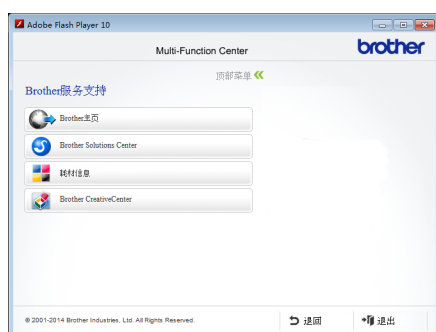 Adobe Flash Player 10
Multi-Function Center
brother
顶部菜单
Brother服务支持
Brother主页
Brother Solutions Center
耗材信息
Brother CreativeCenter
© 2001-2014 Brother Industries, Ltd. All Rights Reserved.
退回
退出